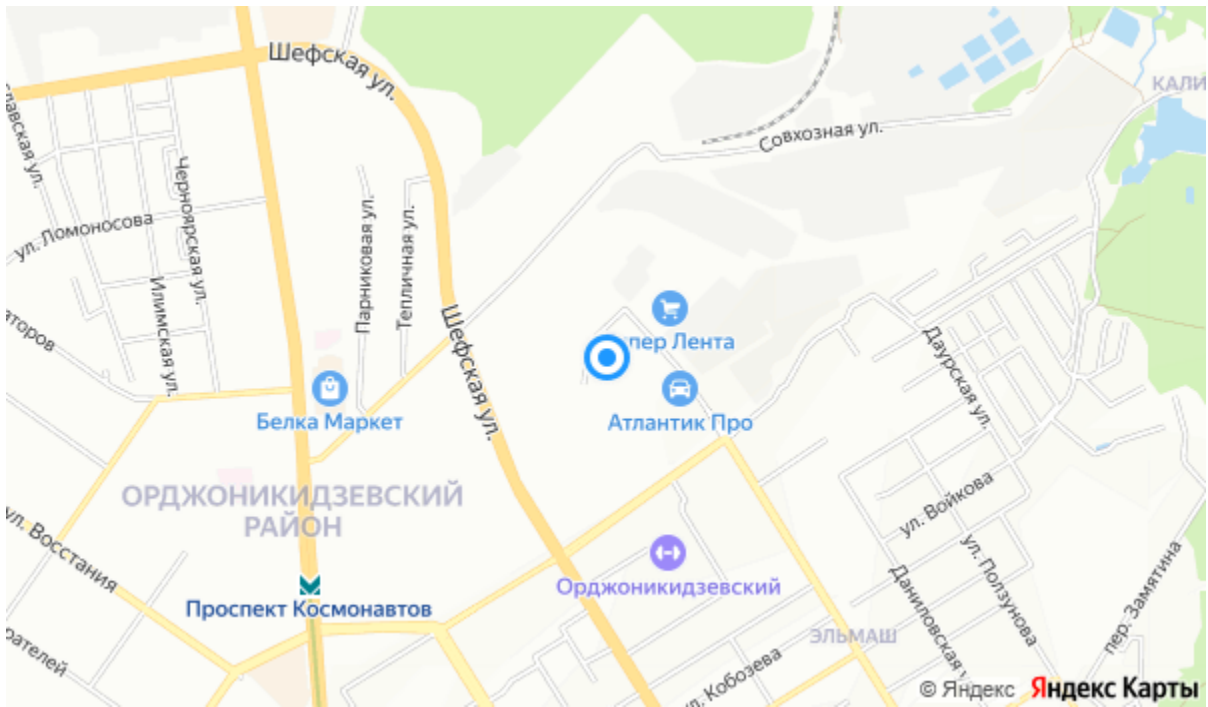 Шефская ул.
Совхозная ул.
КАЛИ
Черноярская ул.
ул. Ломоносова
Парниковая ул.
Тепличная ул.
Илимская ул.
Шефская ул.
Лента
Даурская ул.
Белка Маркет
Атлантик Про
ОРДЖОНИКИДЗЕВСКИЙ
РАЙОН
ул. Войкова
ул. Восстания
ул. Ползунова
пер. Замятина
Орджоникидзевский
Проспект Космонавтов
Даниловская
ЭЛЬМАШ
ул. Кобозева
© Яндекс Яндекс Карты